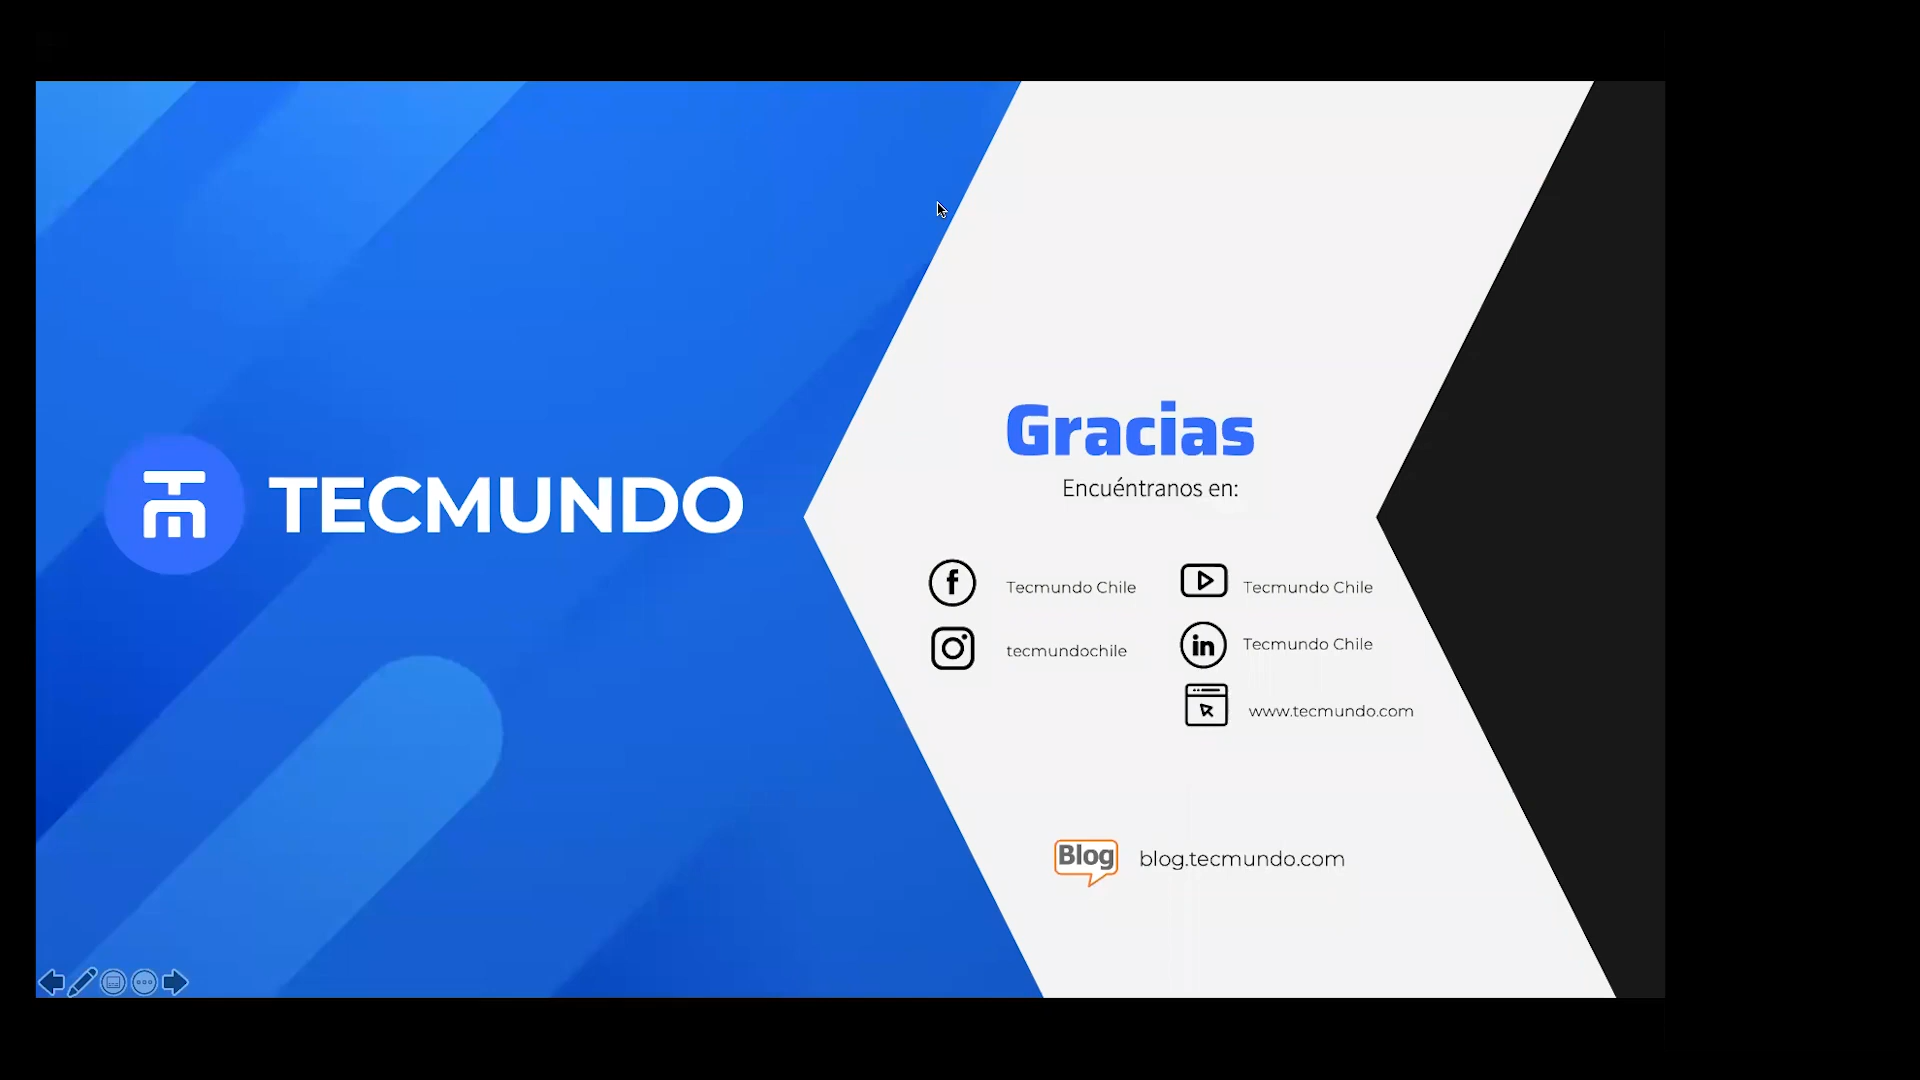 TECMUNDO
Gracias
Encuéntranos en:
Tecmundo Chile
Tecmundo Chile
tecmundochile
Tecmundo Chile
www.tecmundo.com
Blog
blog.tecmundo.com